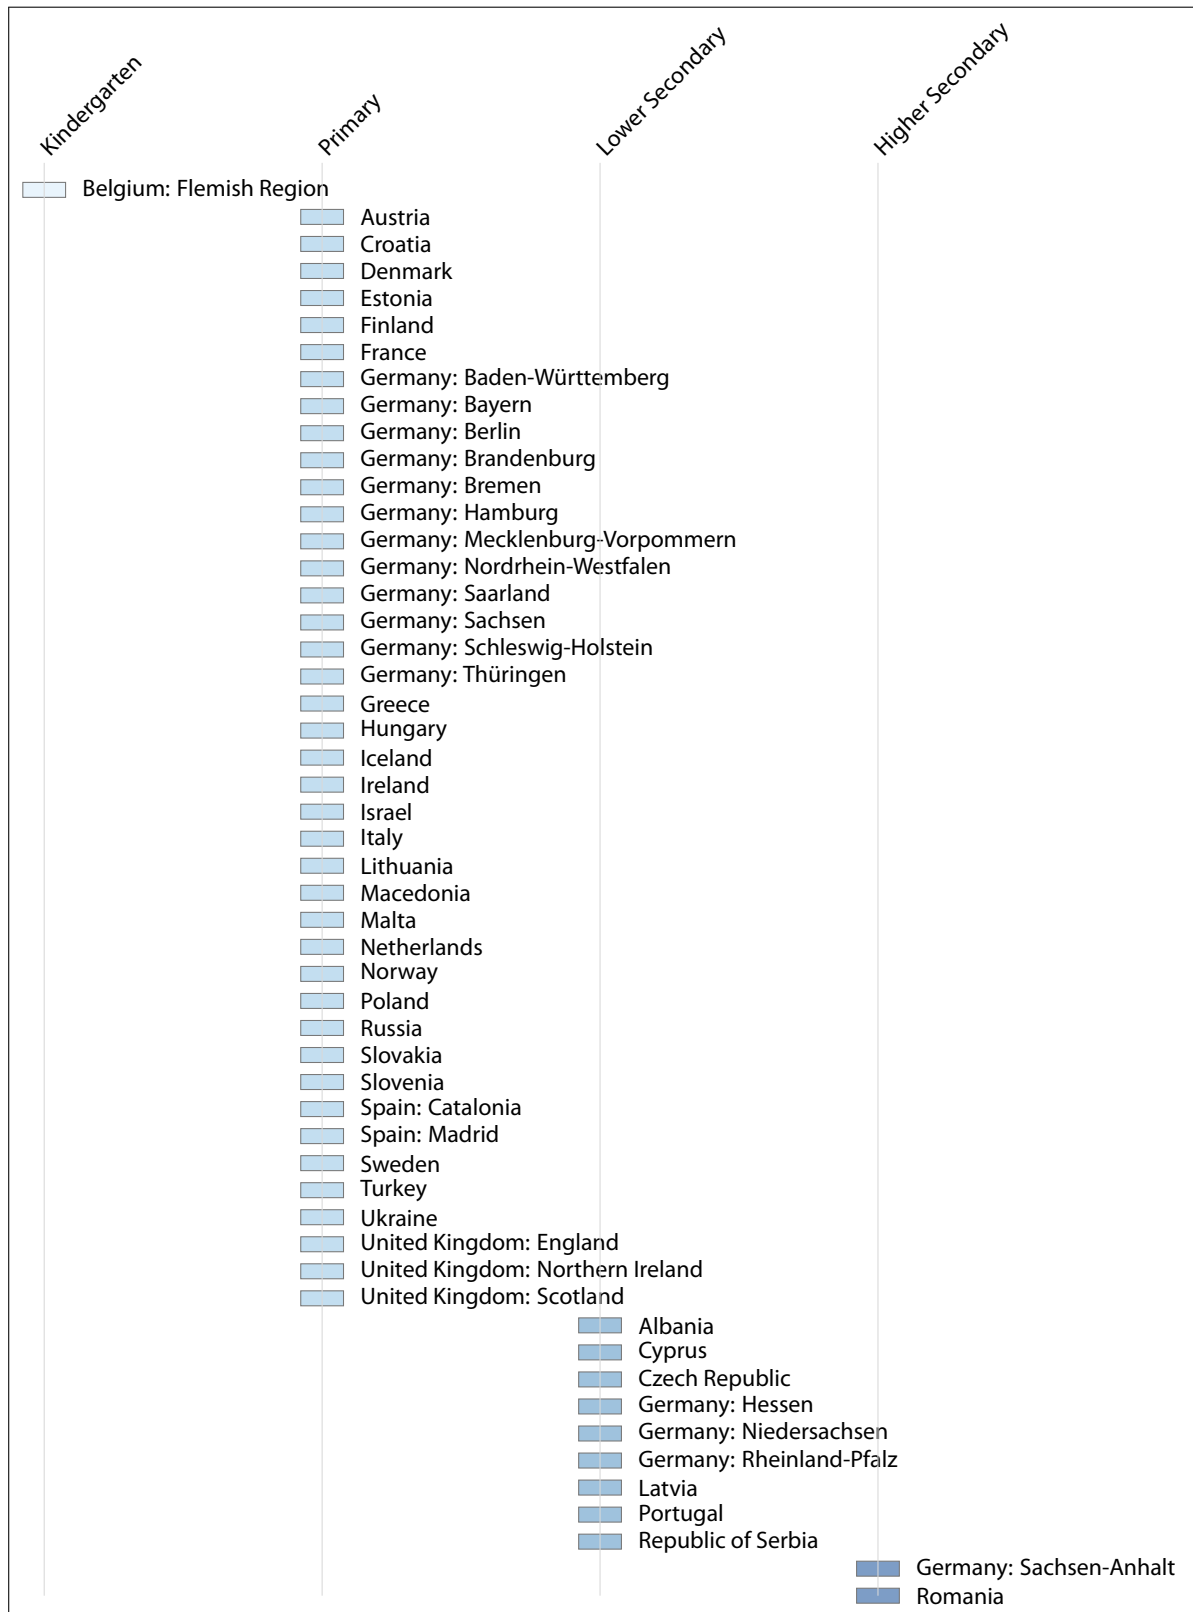 Kindergarten
Primary
Lower Secondary
Higher Secondary
Belgium: Flemish Region
Austria
Croatia
Denmark
Estonia
Finland
France
Germany: Baden-Württemberg
Germany: Bayern
Germany: Berlin
Germany: Brandenburg
Germany: Bremen
Germany: Hamburg
Germany: Mecklenburg-Vorpommern
Germany: Nordrhein-Westfalen
Germany: Saarland
Germany: Sachsen
Germany: Schleswig-Holstein
Germany: Thüringen
Greece
Hungary
Iceland
Ireland
Israel
Italy
Lithuania
Macedonia
Malta
Netherlands
Norway
Poland
Russia
Slovakia
Slovenia
Spain: Catalonia
Spain: Madrid
Sweden
Turkey
Ukraine
United Kingdom: England
United Kingdom: Northern Ireland
United Kingdom: Scotland
Albania
Cyprus
Czech Republic
Germany: Hessen
Germany: Niedersachsen
Germany: Rheinland-Pfalz
Latvia
Portugal
Republic of Serbia
Germany: Sachsen-Anhalt
Romania